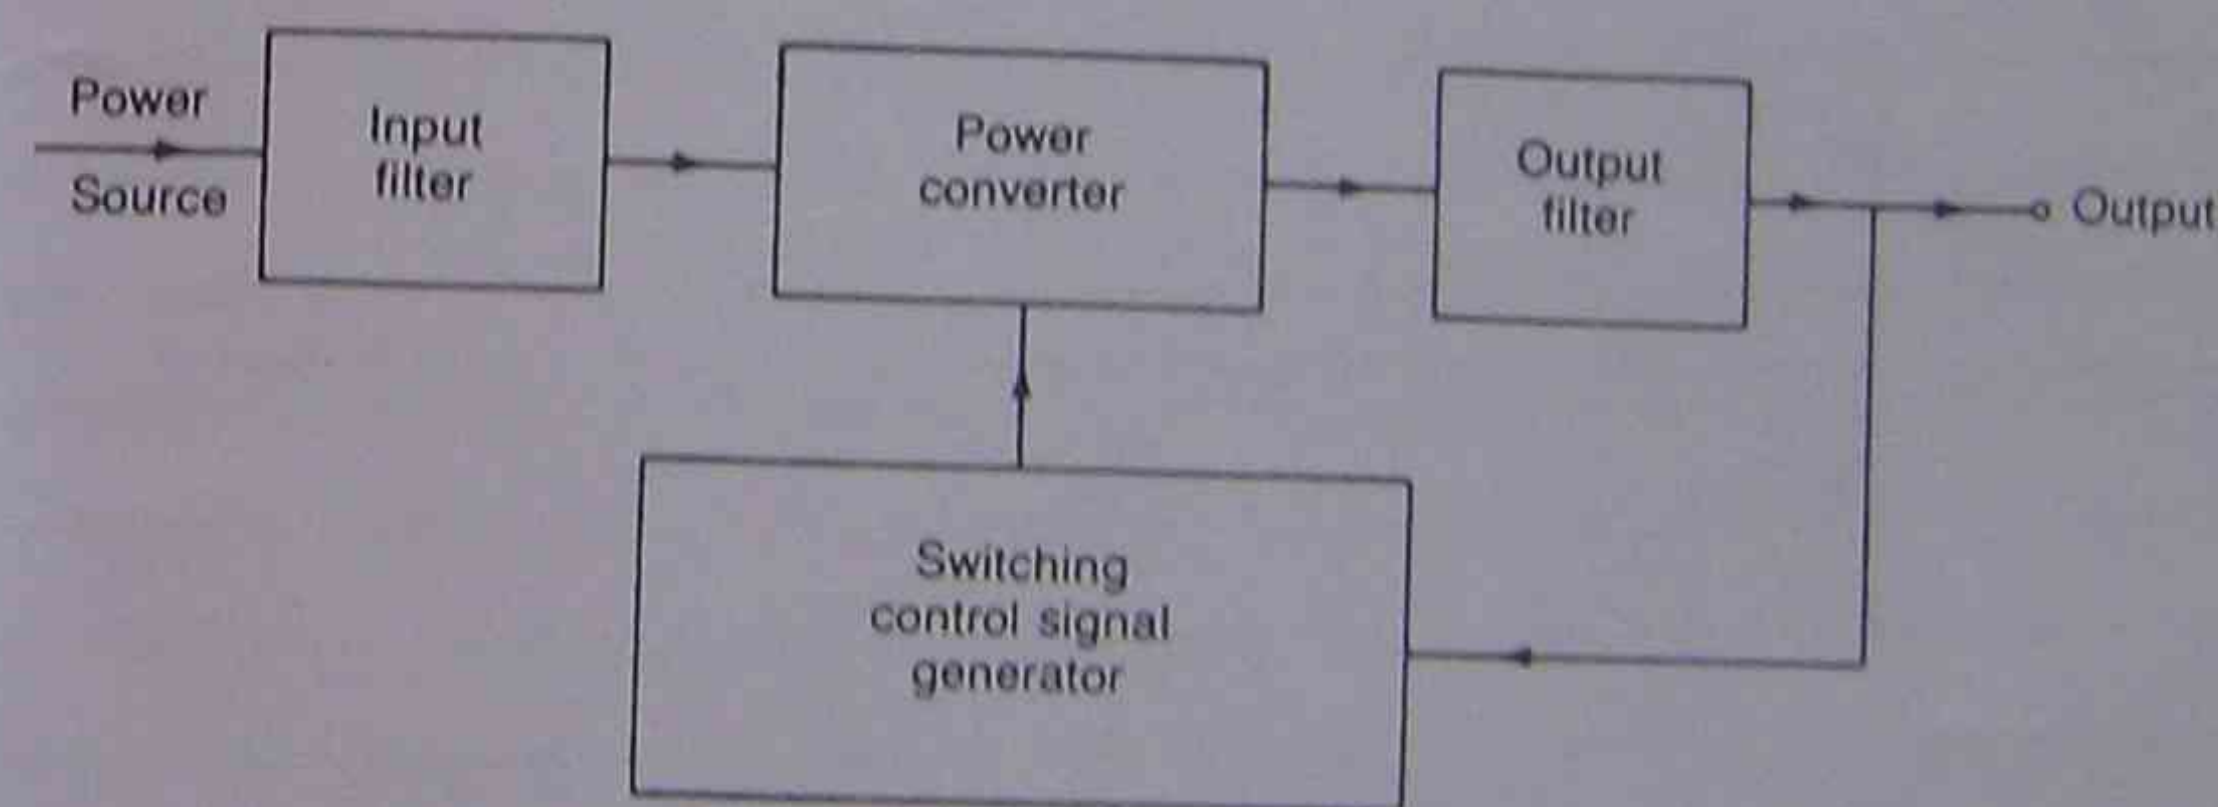 Power
Source
Input
filter
Power
converter
Output
filter
Output
Switching
control signal
generator